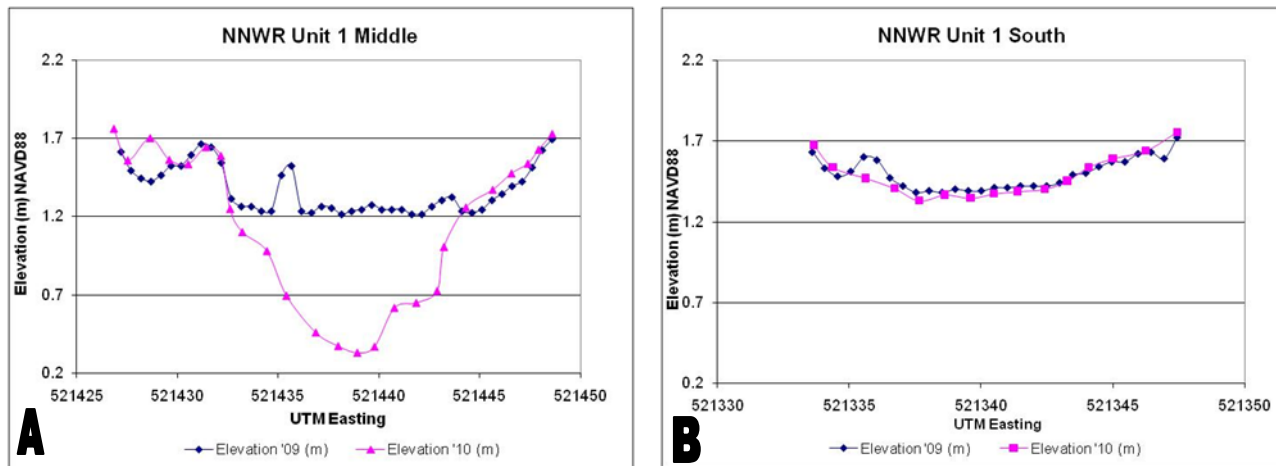 NNWR Unit 1 Middle
Elevation (m) NAVD88
2.2
1.7
1.2
0.7
0.2
521425 521430 521435 521440 521445 521450
UTM Easting
Elevation '09 (m) Elevation '10 (m)
A
NNWR Unit 1 South
Elevation (m) NAVD88
2.2
1.7
1.2
0.7
0.2
521330 521335 521340 521345 521350
UTM Easting
Elevation '09 (m) Elevation '10 (m)
B